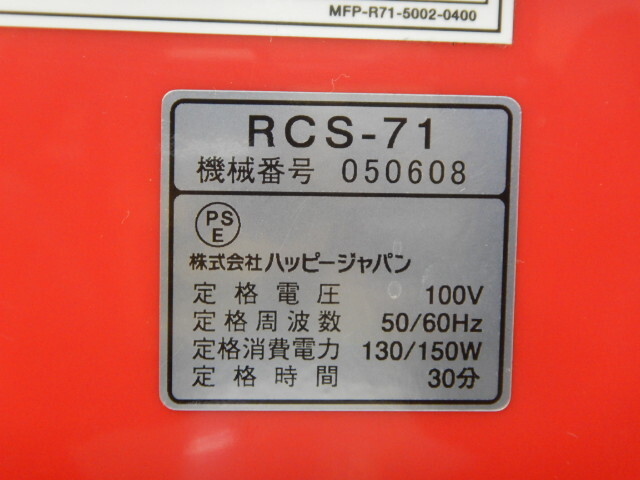 MFP-R71-5002-0400
RCS-71
機械番号 050608
PS
E
株式会社ハッピージャパン
定格電圧 100V
定格周波数 50/60Hz
定格消費電力 130/150W
定格時間 30分